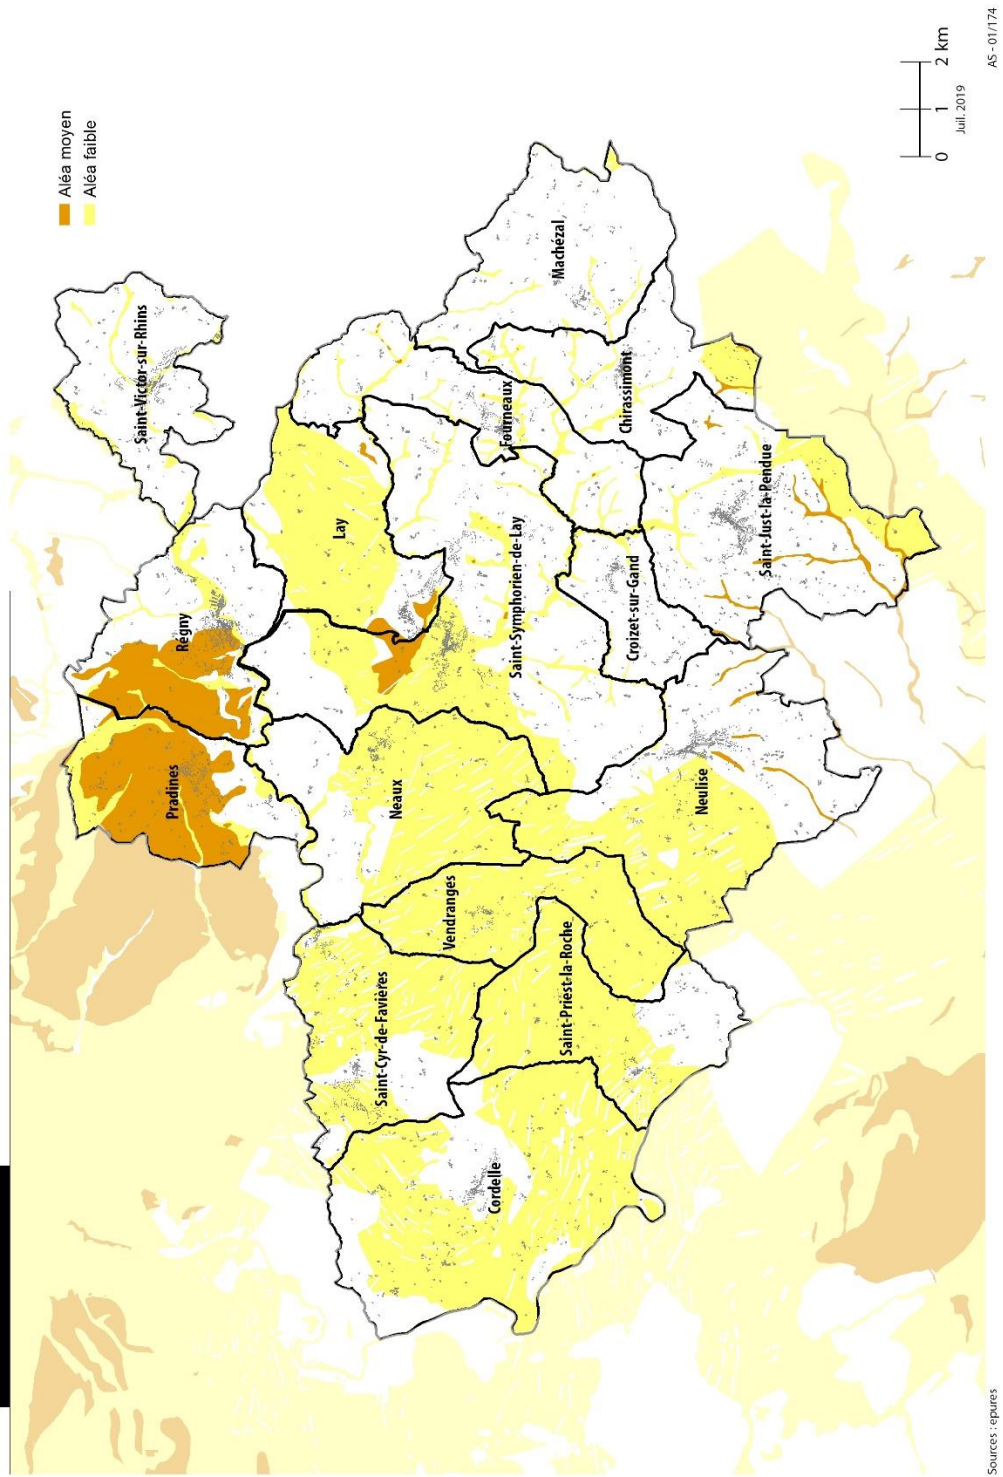 Aléa moyen
Aléa faible
Saint-Victor-sur-Rhins
Régny
Pradines
Lay
Machézal
Fourneaux
Chirassimont
Saint-Symphorien-de-Lay
Neaux
Croizet-sur-Gand
Saint-Just-la-Pendue
Neulise
Vendranges
Saint-Cyr-de-Favières
Saint-Priest-la-Roche
Cordelle
0 1 2 km
Juil. 2019
Sources : epures
AS - 01/174